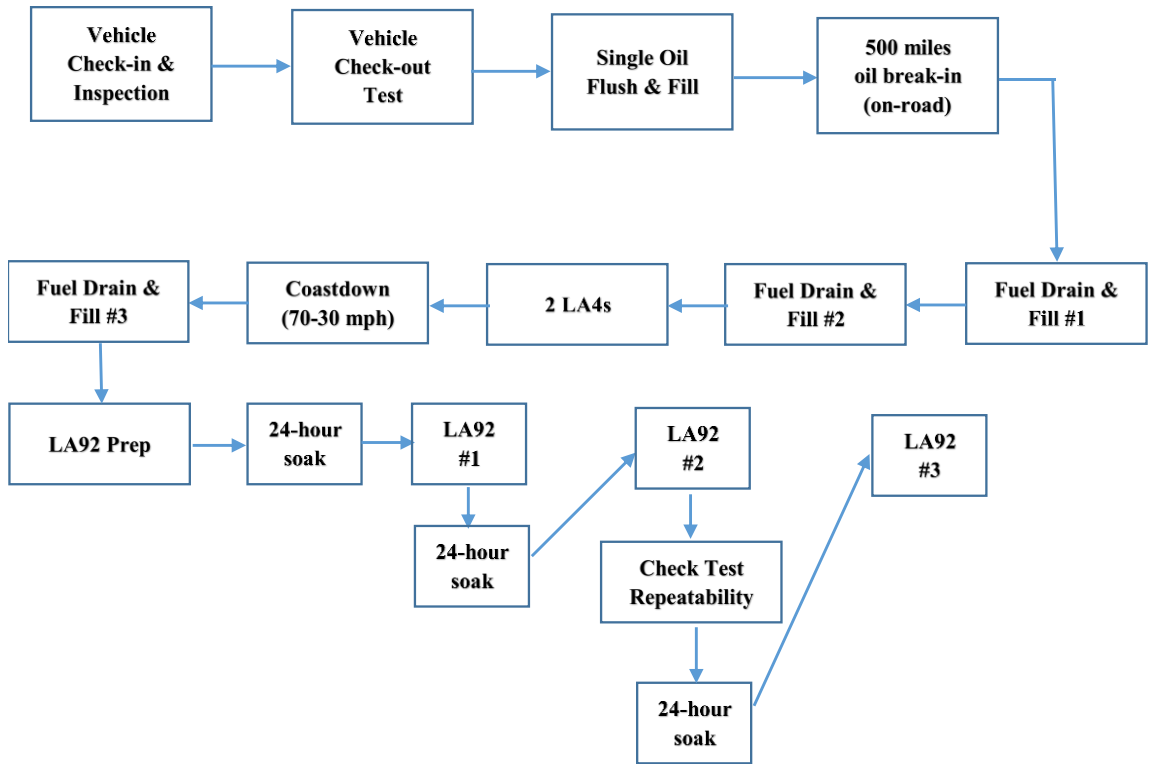 Vehicle
Check-in &
Inspection
Vehicle
Check-out
Test
Single Oil
Flush & Fill
500 miles
oil break-in
(on-road)
Fuel Drain &
Fill #3
Coastdown
(70-30 mph)
2 LA4s
Fuel Drain &
Fill #2
Fuel Drain &
Fill #1
LA92 Prep
24-hour
soak
LA92
#1
LA92
#2
LA92
#3
24-hour
soak
Check Test
Repeatability
24-hour
soak